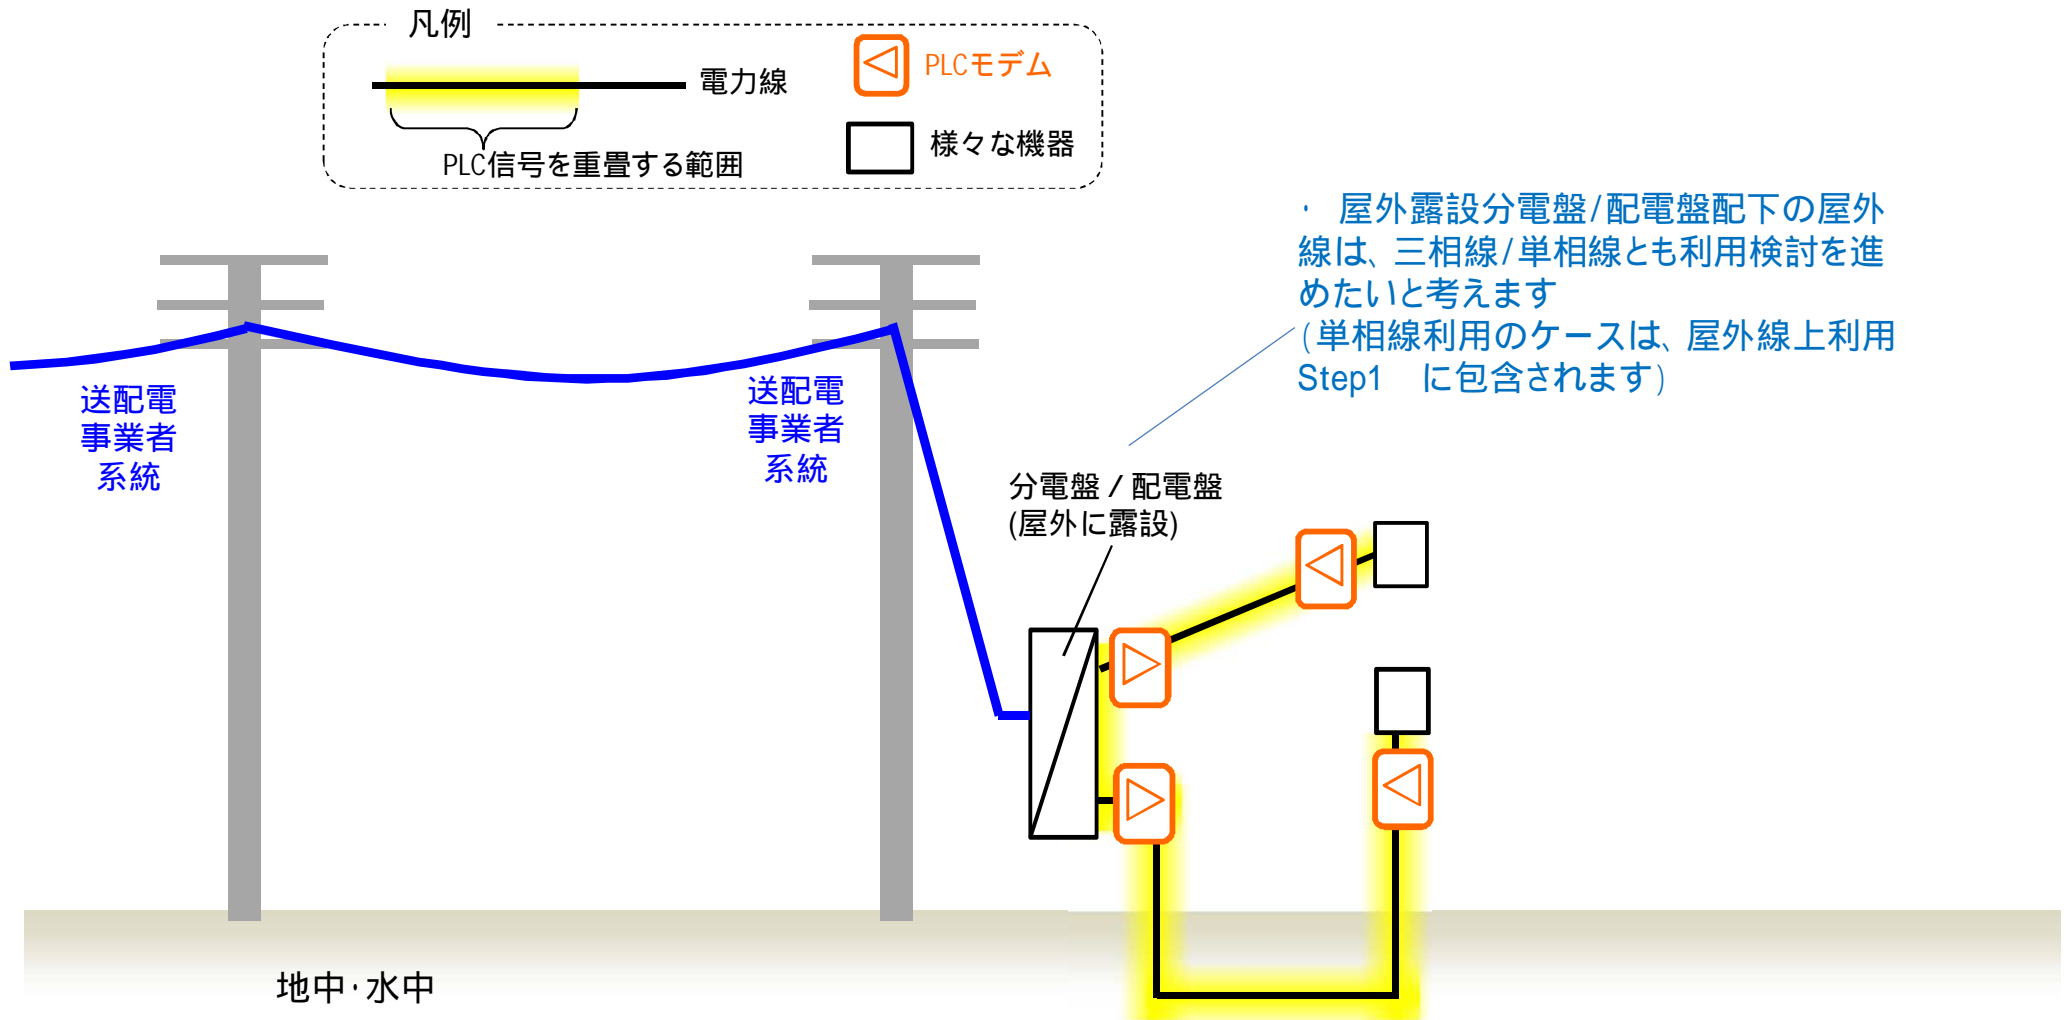 凡例
電力線
PLCモデム
PLC信号を重畳する範囲
様々な機器
・ 屋外露設分電盤/配電盤配下の屋外
線は、三相線/単相線とも利用検討を進
めたいと考えます
(単相線利用のケースは、屋外線上利用
Step1 に包含されます)
送配電
事業者
系統
送配電
事業者
系統
分電盤/配電盤
(屋外に露設)
地中・水中